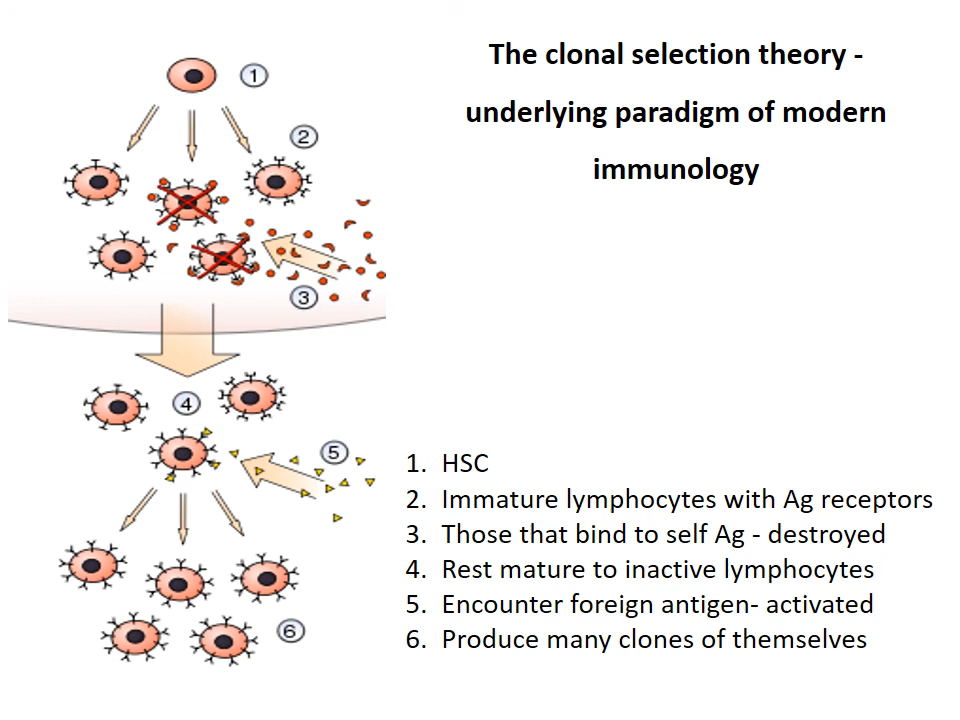 The clonal selection theory -
underlying paradigm of modern
immunology
1
2
3
4
5
6
1. HSC
2. Immature lymphocytes with Ag receptors
3. Those that bind to self Ag - destroyed
4. Rest mature to inactive lymphocytes
5. Encounter foreign antigen- activated
6. Produce many clones of themselves